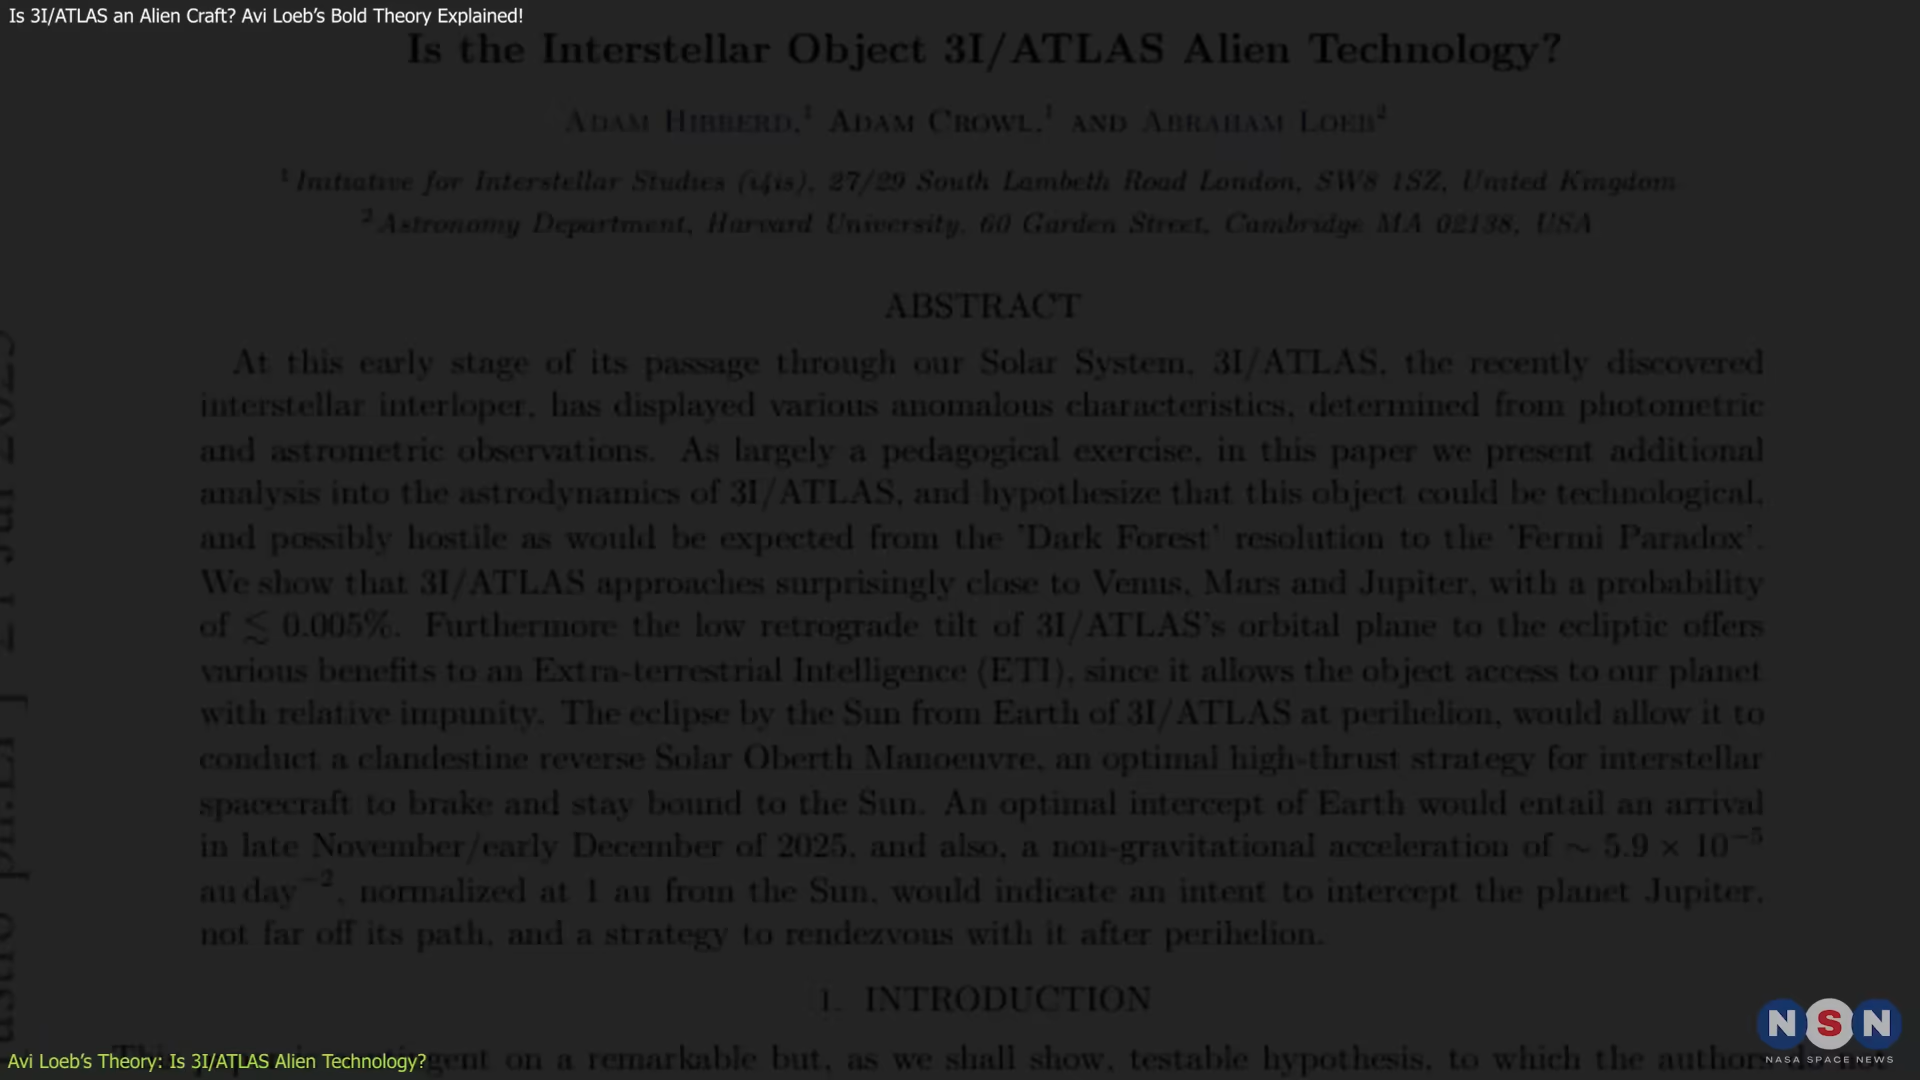 Is 3I/ATLAS an Alien Craft? Avi Loeb’s Bold Theory Explained!
Is the Interstellar Object 3I/ATLAS Alien Technology?
Adam Hibberd,¹ Adam Crowl,¹ and Abraham Loeb²
¹Initiative for Interstellar Studies (i4is), 27/29 South Lambeth Road London, SW8 1SZ, United Kingdom
²Astronomy Department, Harvard University, 60 Garden Street, Cambridge MA 02138, USA
ABSTRACT
At this early stage of its passage through our Solar System, 3I/ATLAS, the recently discovered
interstellar interloper, has displayed various anomalous characteristics, determined from photometric
and astrometric observations. As largely a pedagogical exercise, in this paper we present additional
analysis into the astrodynamics of 3I/ATLAS, and hypothesize that this object could be technological,
and possibly hostile as would be expected from the 'Dark Forest' resolution to the 'Fermi Paradox'.
We show that 3I/ATLAS approaches surprisingly close to Venus, Mars and Jupiter, with a probability
of ≲ 0.005%. Furthermore the low retrograde tilt of 3I/ATLAS's orbital plane to the ecliptic offers
various benefits to an Extra-terrestrial Intelligence (ETI), since it allows the object access to our planet
with relative impunity. The eclipse by the Sun from Earth of 3I/ATLAS at perihelion, would allow it to
conduct a clandestine reverse Solar Oberth Manoeuvre, an optimal high-thrust strategy for interstellar
spacecraft to brake and stay bound to the Sun. An optimal intercept of Earth would entail an arrival
in late November/early December of 2025, and also, a non-gravitational acceleration of ~ 5.9 × 10⁻⁵
au day⁻², normalized at 1 au from the Sun, would indicate an intent to intercept the planet Jupiter,
not far off its path, and a strategy to rendezvous with it after perihelion.
1. INTRODUCTION
on a remarkable but, as we shall show, testable hypothesis, to which the authors
Avi Loeb’s Theory: Is 3I/ATLAS Alien Technology?
NSN
NASA SPACE NEWS